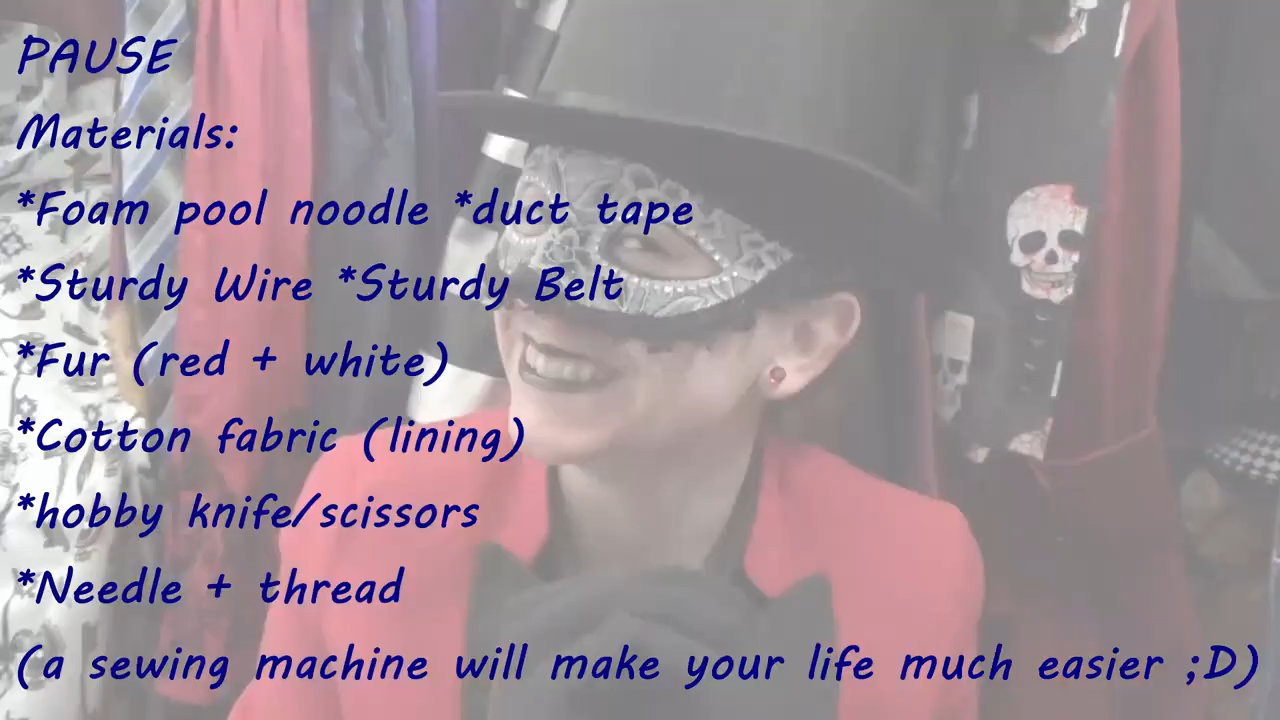 PAUSE
Materials:
*Foam pool noodle *duct tape
*Sturdy Wire *Sturdy Belt
*Fur (red + white)
*Cotton fabric (lining)
*hobby knife/scissors
*Needle + thread
(a sewing machine will make your life much easier ;D)